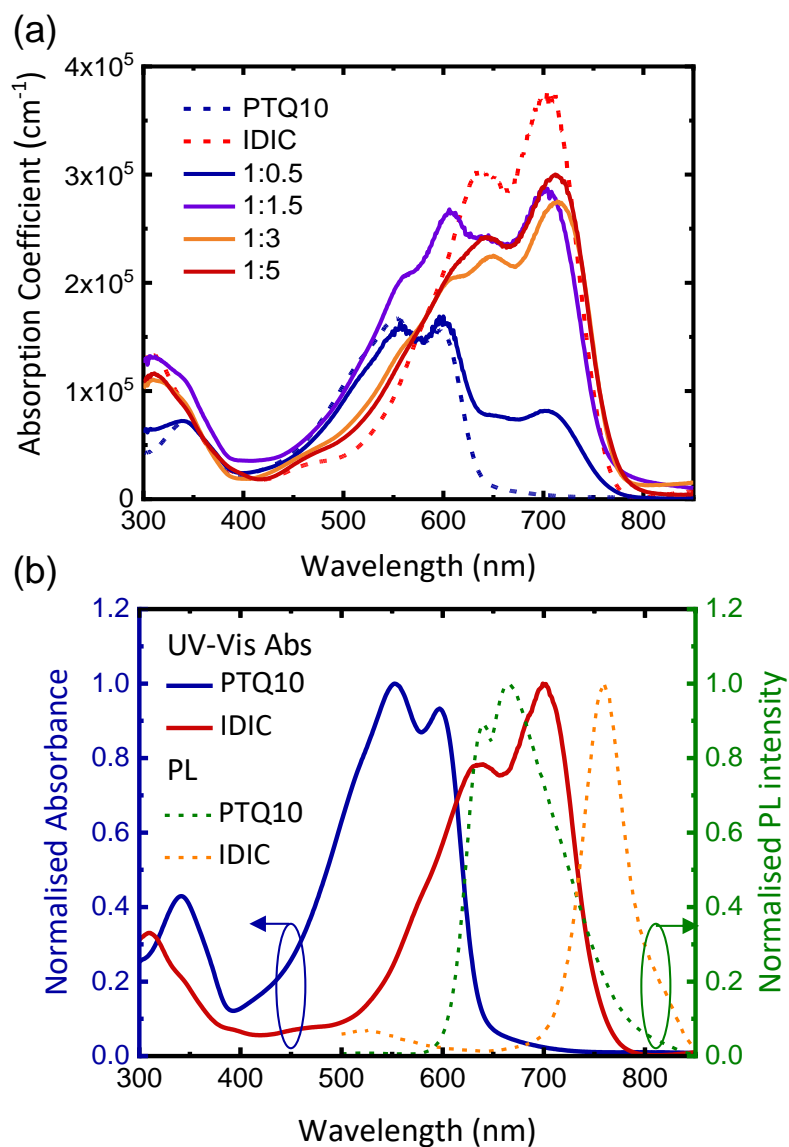 (a)
4x10⁵
3x10⁵
2x10⁵
1x10⁵
0
Absorption Coefficient (cm⁻¹)
PTQ10
IDIC
1:0.5
1:1.5
1:3
1:5
300 400 500 600 700 800
Wavelength (nm)
(b)
1.2
1.0
0.8
0.6
0.4
0.2
0.0
Normalised Absorbance
UV-Vis Abs
PTQ10
IDIC
PL
PTQ10
IDIC
1.2
1.0
0.8
0.6
0.4
0.2
0.0
Normalised PL intensity
300 400 500 600 700 800
Wavelength (nm)